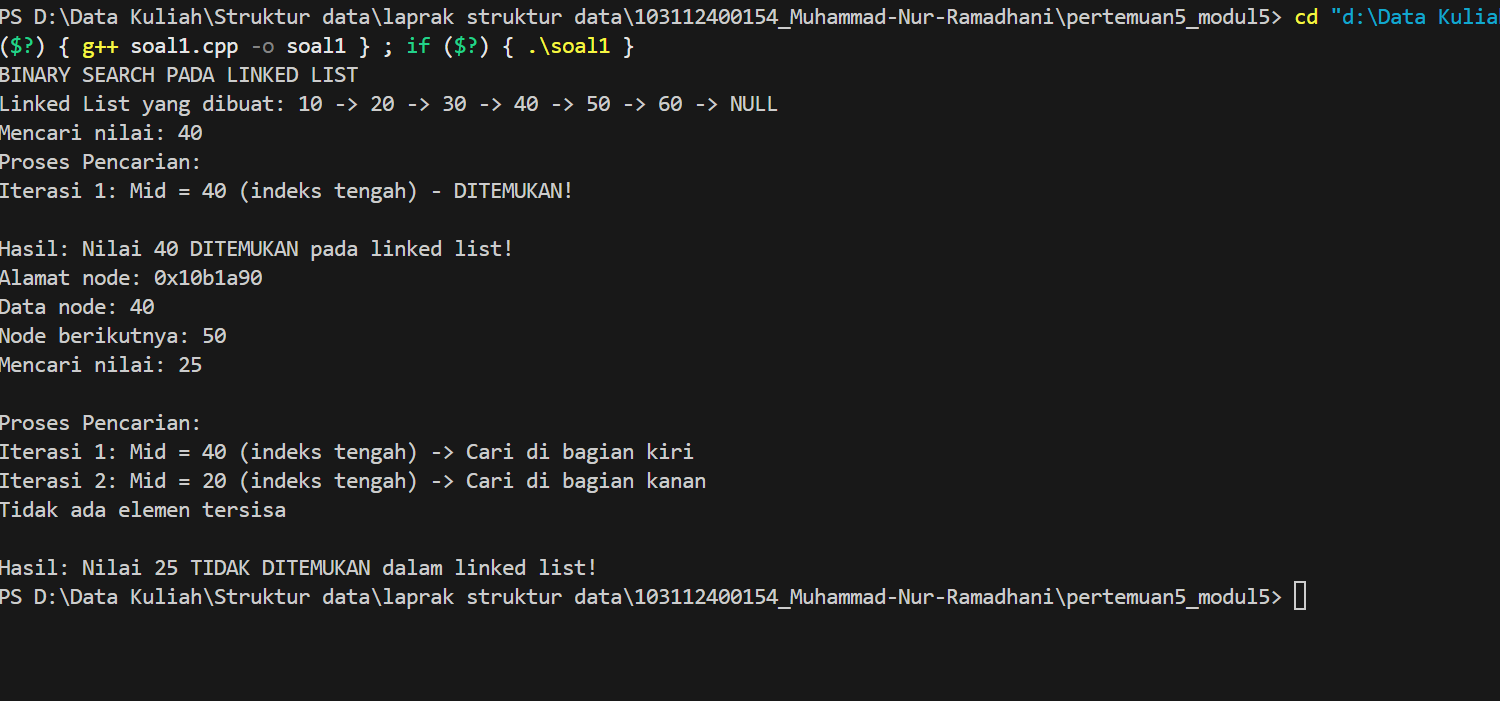 PS D:\Data Kuliah\Struktur data\laprak struktur data\103112400154_Muhammad-Nur-Ramadhani\pertemuan5_modul5> cd "d:\Data Kulia
($?) { g++ soal1.cpp -o soal1 } ; if ($?) { .\soal1 }
BINARY SEARCH PADA LINKED LIST
Linked List yang dibuat: 10 -> 20 -> 30 -> 40 -> 50 -> 60 -> NULL
Mencari nilai: 40
Proses Pencarian:
Iterasi 1: Mid = 40 (indeks tengah) - DITEMUKAN!
Hasil: Nilai 40 DITEMUKAN pada linked list!
Alamat node: 0x10b1a90
Data node: 40
Node berikutnya: 50
Mencari nilai: 25
Proses Pencarian:
Iterasi 1: Mid = 40 (indeks tengah) -> Cari di bagian kiri
Iterasi 2: Mid = 20 (indeks tengah) -> Cari di bagian kanan
Tidak ada elemen tersisa
Hasil: Nilai 25 TIDAK DITEMUKAN dalam linked list!
PS D:\Data Kuliah\Struktur data\laprak struktur data\103112400154_Muhammad-Nur-Ramadhani\pertemuan5_modul5>